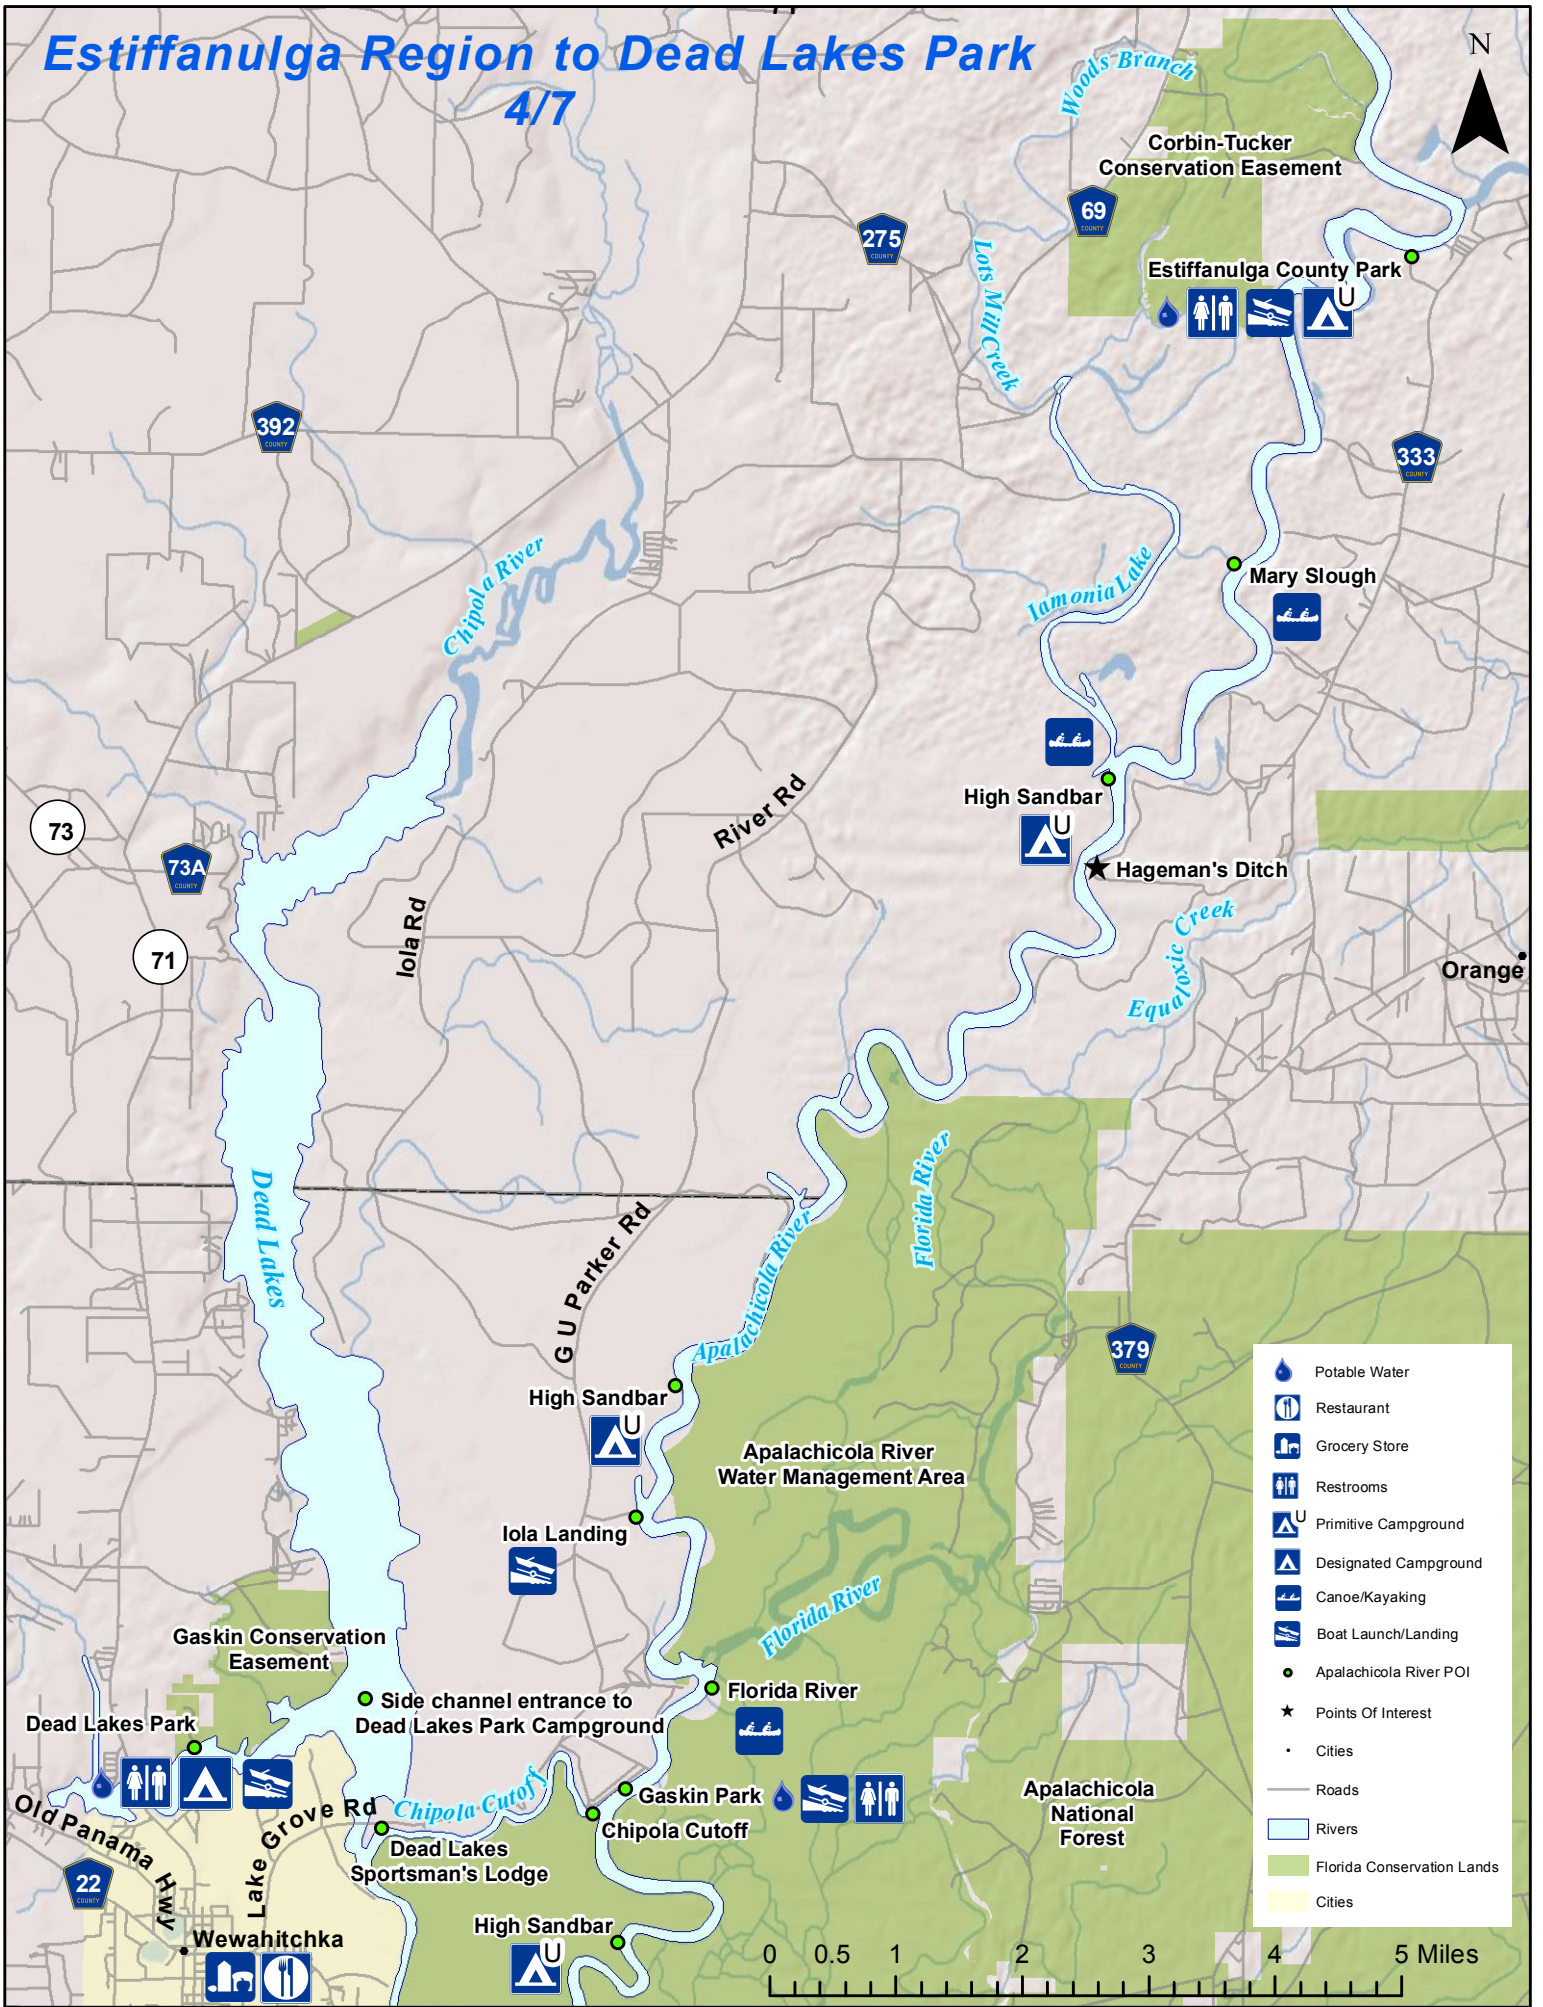 Estiffanulga Region to Dead Lakes Park
4/7
N
Woods Branch
Corbin-Tucker
Conservation Easement
69
COUNTY
275
COUNTY
Lots Mill Creek
Estiffanulga County Park
U
392
COUNTY
333
COUNTY
Chipola River
Iamonia Lake
Mary Slough
River Rd
High Sandbar
U
73
73A
COUNTY
Hageman's Ditch
Iola Rd
Equaloxic Creek
71
Orange
Dead Lakes
Florida River
G U Parker Rd
Apalachicola River
379
COUNTY
High Sandbar
U
Apalachicola River
Water Management Area
Iola Landing
Florida River
Gaskin Conservation
Easement
Side channel entrance to
Dead Lakes Park Campground
Florida River
Dead Lakes Park
Old Panama Hwy
Lake Grove Rd
Chipola Cutoff
Gaskin Park
Chipola Cutoff
Apalachicola
National
Forest
Dead Lakes
Sportsman's Lodge
22
COUNTY
High Sandbar
U
Wewahitchka
Potable Water
Restaurant
Grocery Store
Restrooms
U
Primitive Campground
Designated Campground
Canoe/Kayaking
Boat Launch/Landing
Apalachicola River POI
Points Of Interest
Cities
Roads
Rivers
Florida Conservation Lands
Cities
0 0.5 1 2 3 4 5 Miles